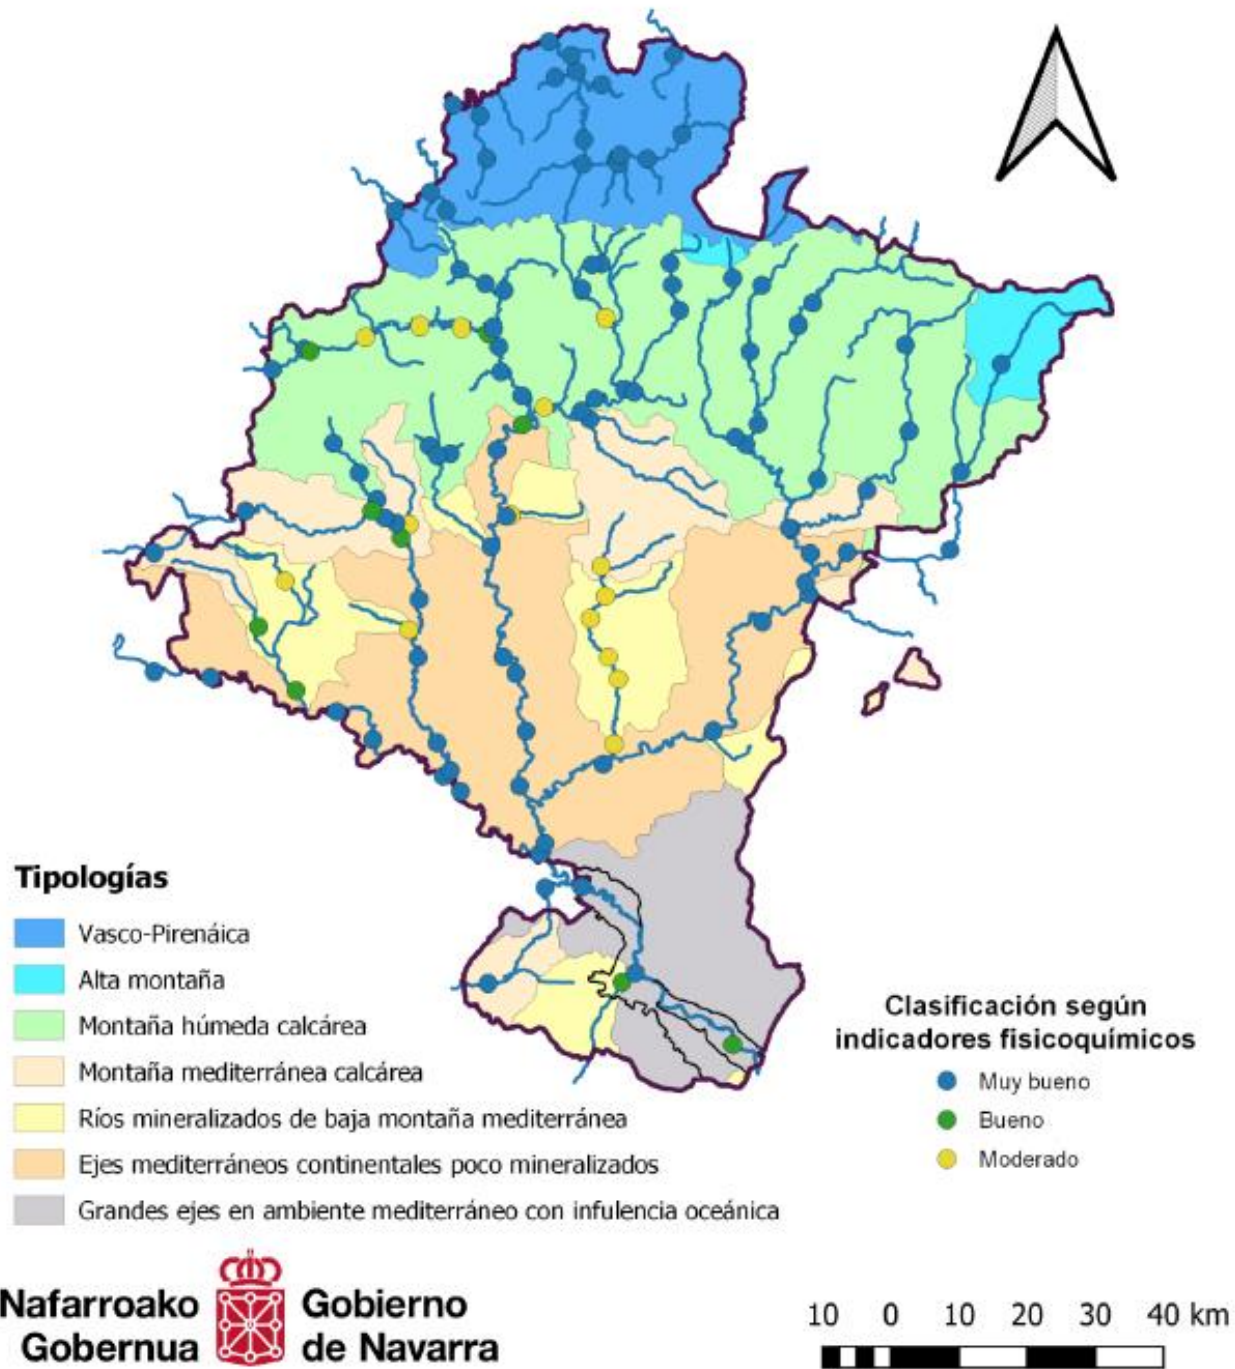 Tipologías
Vasco-Pirenáica
Alta montaña
Montaña húmeda calcárea
Montaña mediterránea calcárea
Ríos mineralizados de baja montaña mediterránea
Ejes mediterráneos continentales poco mineralizados
Grandes ejes en ambiente mediterráneo con infulencia oceánica
Clasificación según
indicadores fisicoquímicos
Muy bueno
Bueno
Moderado
Nafarroako
Gobernua
Gobierno
de Navarra
10 0 10 20 30 40 km